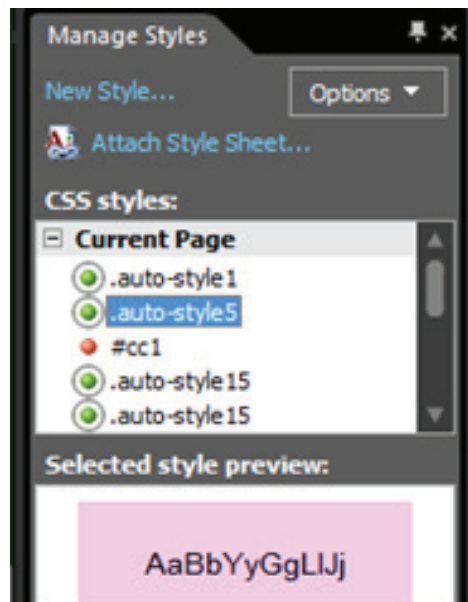 Manage Styles
New Style...
Options
Attach Style Sheet...
CSS styles:
Current Page
.auto-style1
.auto-style5
#cc1
.auto-style15
.auto-style15
Selected style preview:
AaBbYyGgLlJj